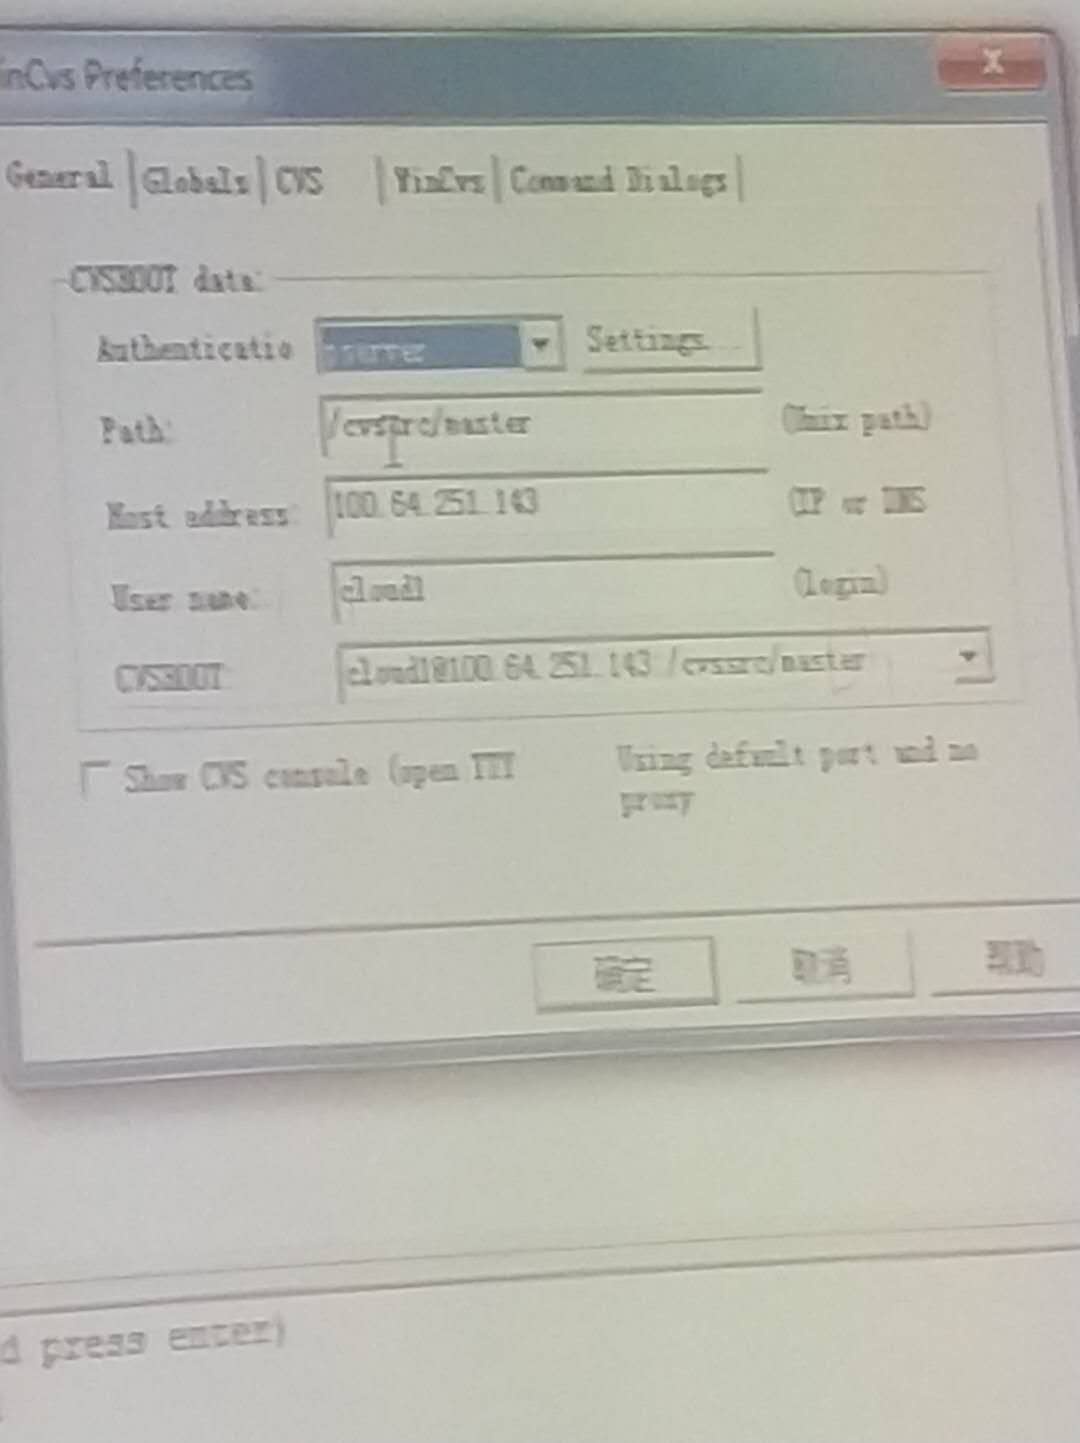 inCvs Preferences
General Globals CVS WinCvs Command Dialogs
CVSROOT data:
Authenticatio pserver Settings...
Path: /cvssrc/master (Unix path)
Host address: 100.64.251.143 (IP or DNS
User name: cloud1 (login)
CVSROOT: cloud1@100.64.251.143:/cvssrc/master
Show CVS console (open TTY
Using default port and no
proxy
确定 取消 帮助
d press enter)